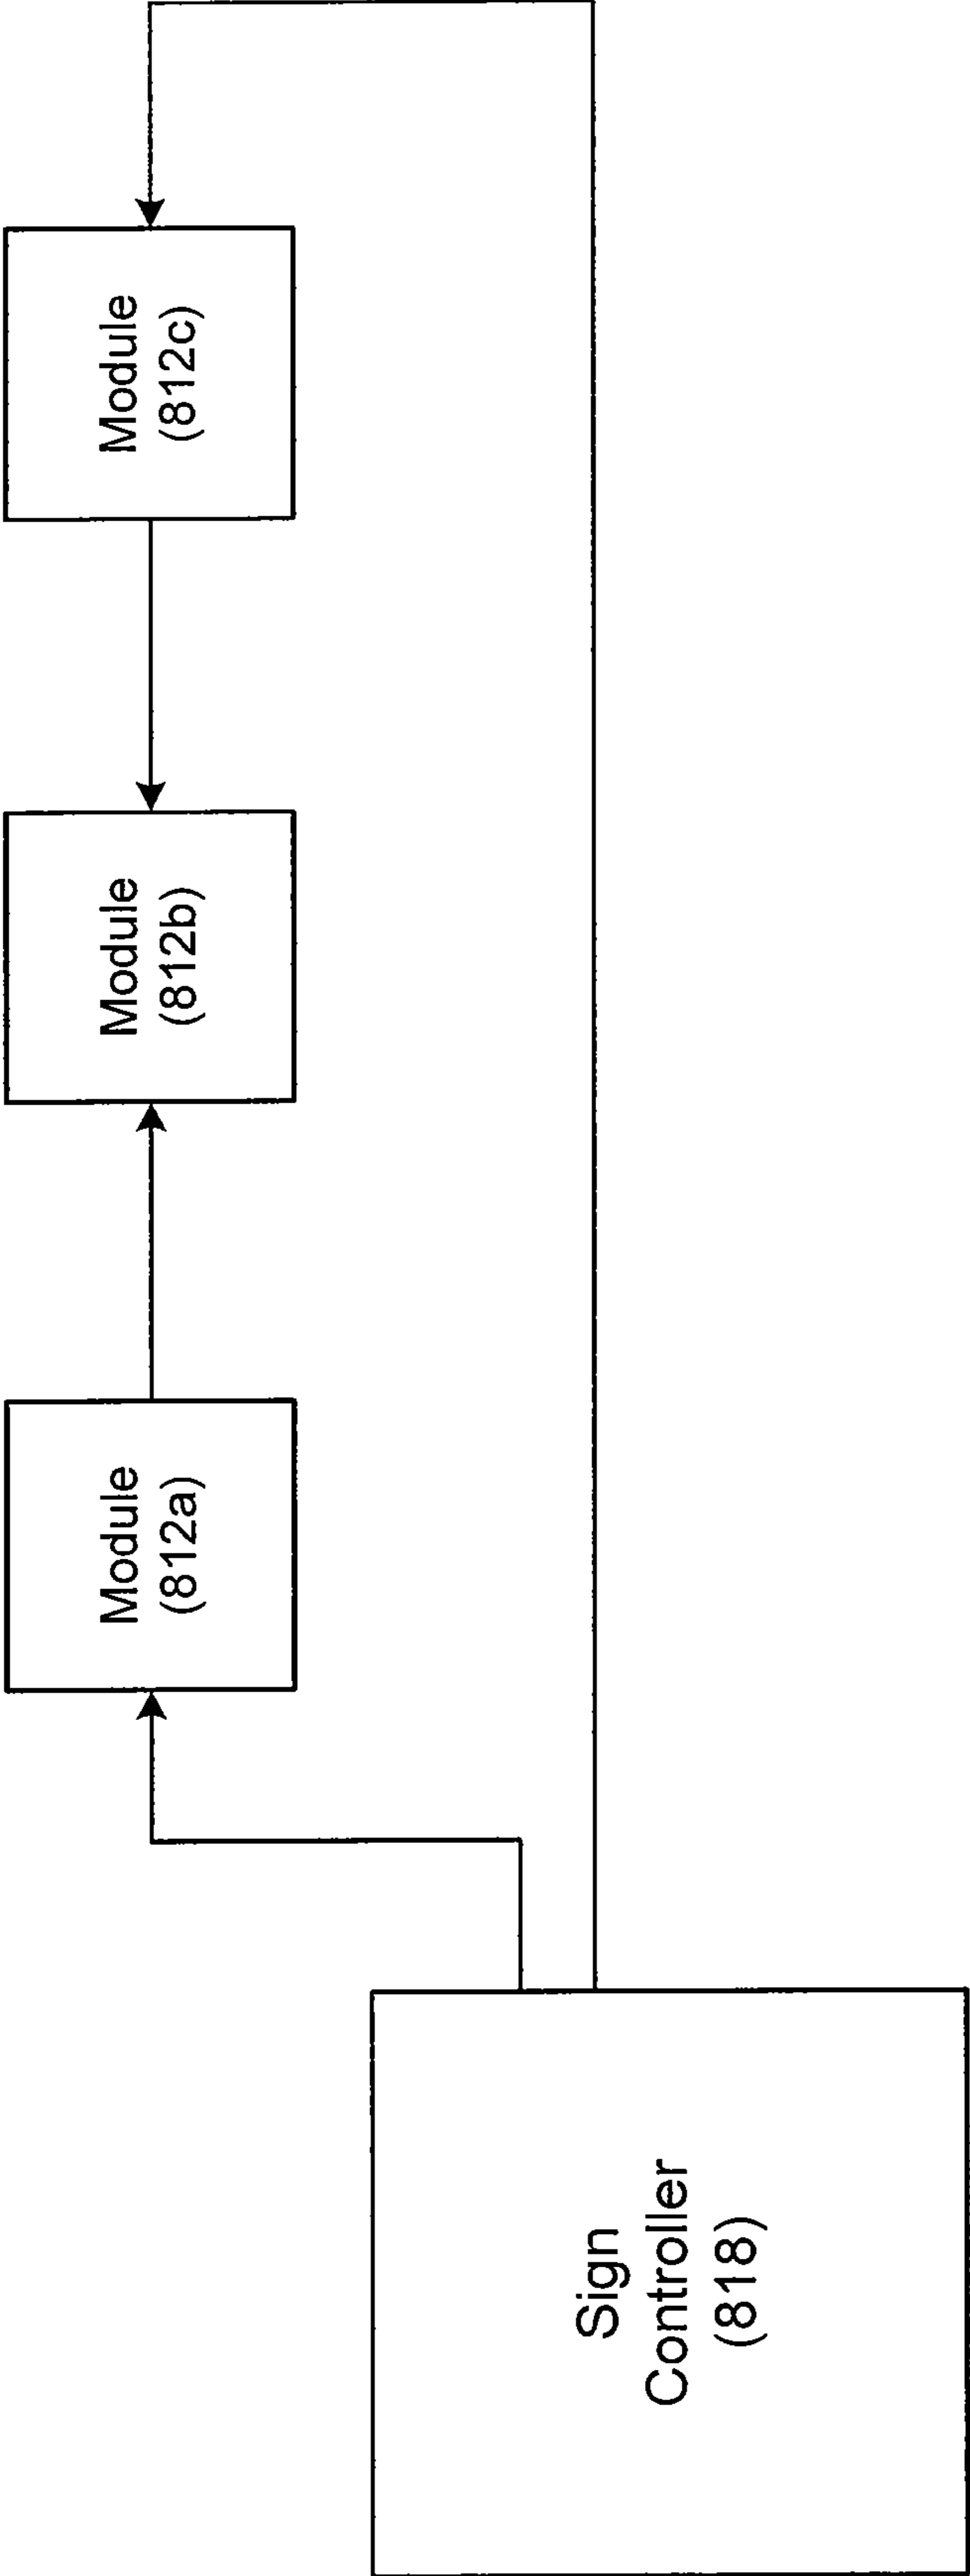 Module
(812a)
Module
(812b)
Module
(812c)
Sign
Controller
(818)